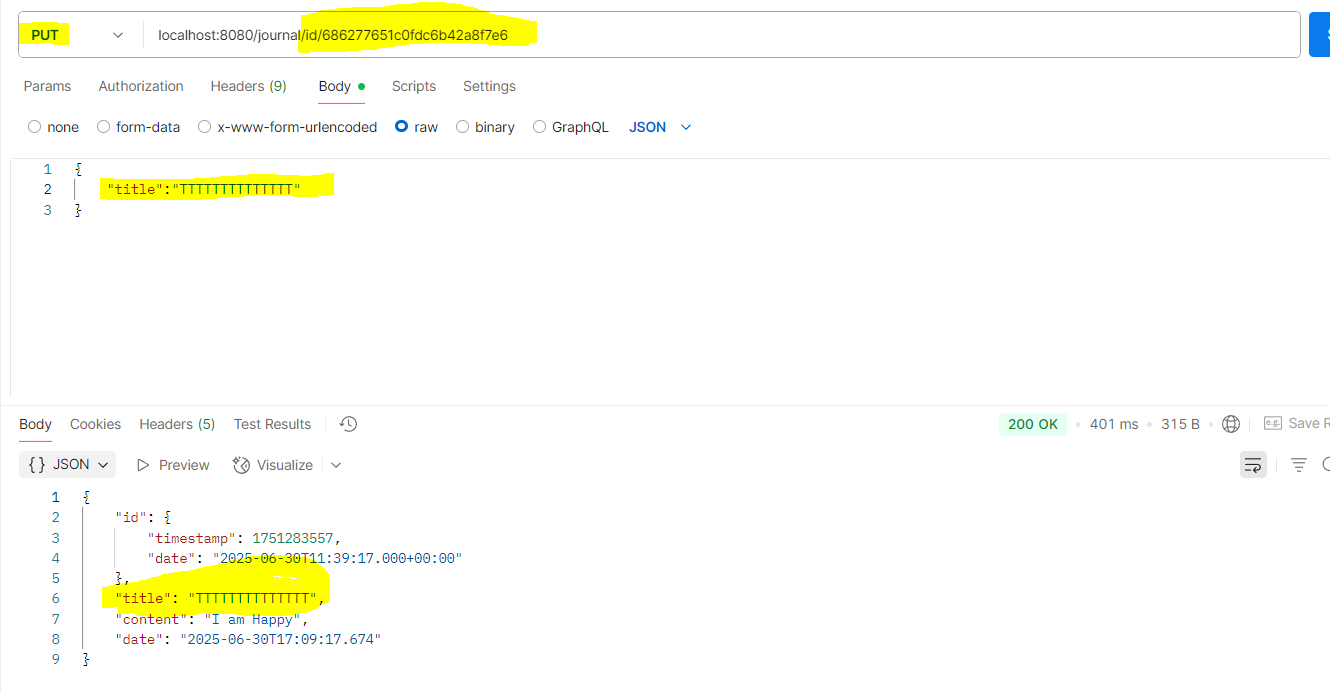 PUT localhost:8080/journal/id/686277651c0fdc6b42a8f7e6
Params Authorization Headers (9) Body Scripts Settings
none form-data x-www-form-urlencoded raw binary GraphQL JSON
1 {
2 "title":"TTTTTTTTTTTTTT"
3 }
Body Cookies Headers (5) Test Results 200 OK 401 ms 315 B e.g. Save R
{} JSON Preview Visualize
1 {
2 "id": {
3 "timestamp": 1751283557,
4 "date": "2025-06-30T11:39:17.000+00:00"
5 },
6 "title": "TTTTTTTTTTTTTT",
7 "content": "I am Happy",
8 "date": "2025-06-30T17:09:17.674"
9 }